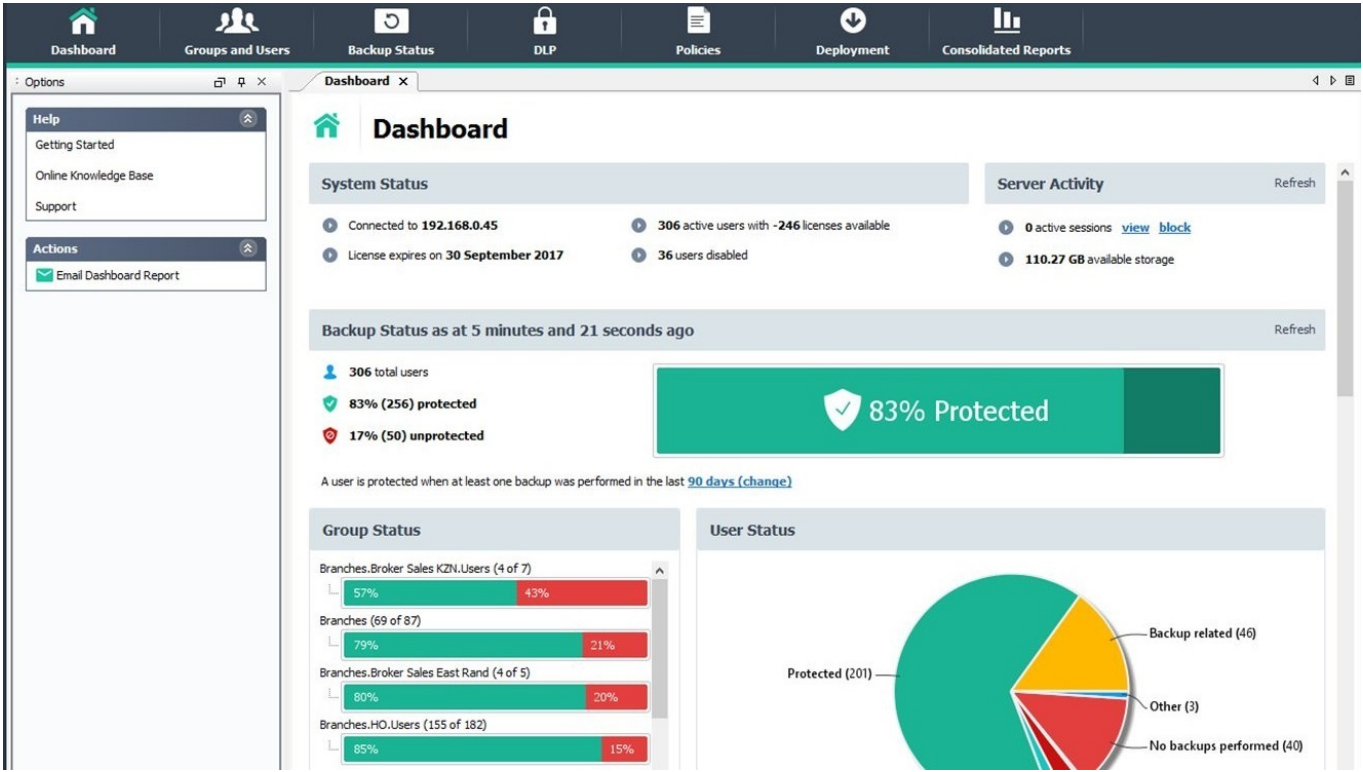 Dashboard
Groups and Users
Backup Status
DLP
Policies
Deployment
Consolidated Reports
Options
Dashboard
Help
Getting Started
Online Knowledge Base
Support
Actions
Email Dashboard Report
Dashboard
System Status
Connected to 192.168.0.45
License expires on 30 September 2017
306 active users with -246 licenses available
36 users disabled
Server Activity
Refresh
0 active sessions view block
110.27 GB available storage
Backup Status as at 5 minutes and 21 seconds ago
Refresh
306 total users
83% (256) protected
17% (50) unprotected
83% Protected
A user is protected when at least one backup was performed in the last 90 days (change)
Group Status
Branches.Broker Sales KZN.Users (4 of 7)
57% 43%
Branches (69 of 87)
79% 21%
Branches.Broker Sales East Rand (4 of 5)
80% 20%
Branches.HO.Users (155 of 182)
85% 15%
User Status
Protected (201)
Backup related (46)
Other (3)
No backups performed (40)